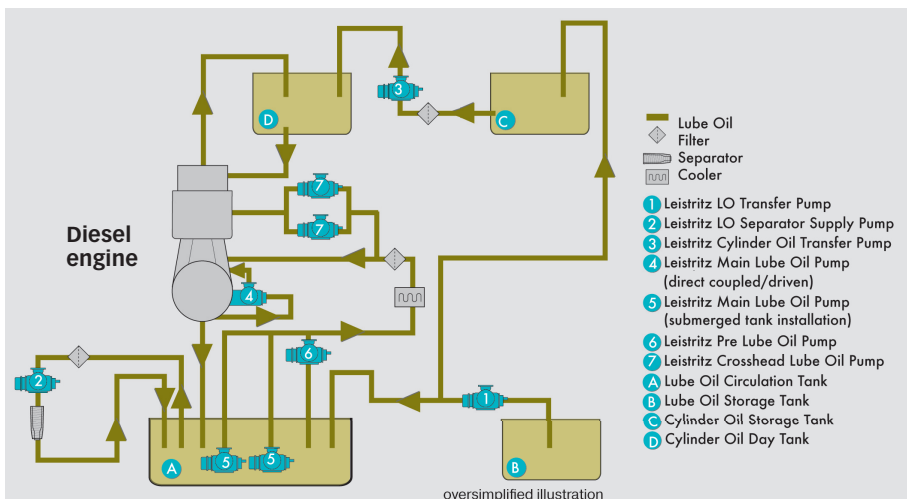 3
D
C
7
7
Diesel
engine
4
6
2
1
5
5
A
B
oversimplified illustration
Lube Oil
Filter
Separator
Cooler
1 Leistritz LO Transfer Pump
2 Leistritz LO Separator Supply Pump
3 Leistritz Cylinder Oil Transfer Pump
4 Leistritz Main Lube Oil Pump
(direct coupled/driven)
5 Leistritz Main Lube Oil Pump
(submerged tank installation)
6 Leistritz Pre Lube Oil Pump
7 Leistritz Crosshead Lube Oil Pump
A Lube Oil Circulation Tank
B Lube Oil Storage Tank
C Cylinder Oil Storage Tank
D Cylinder Oil Day Tank